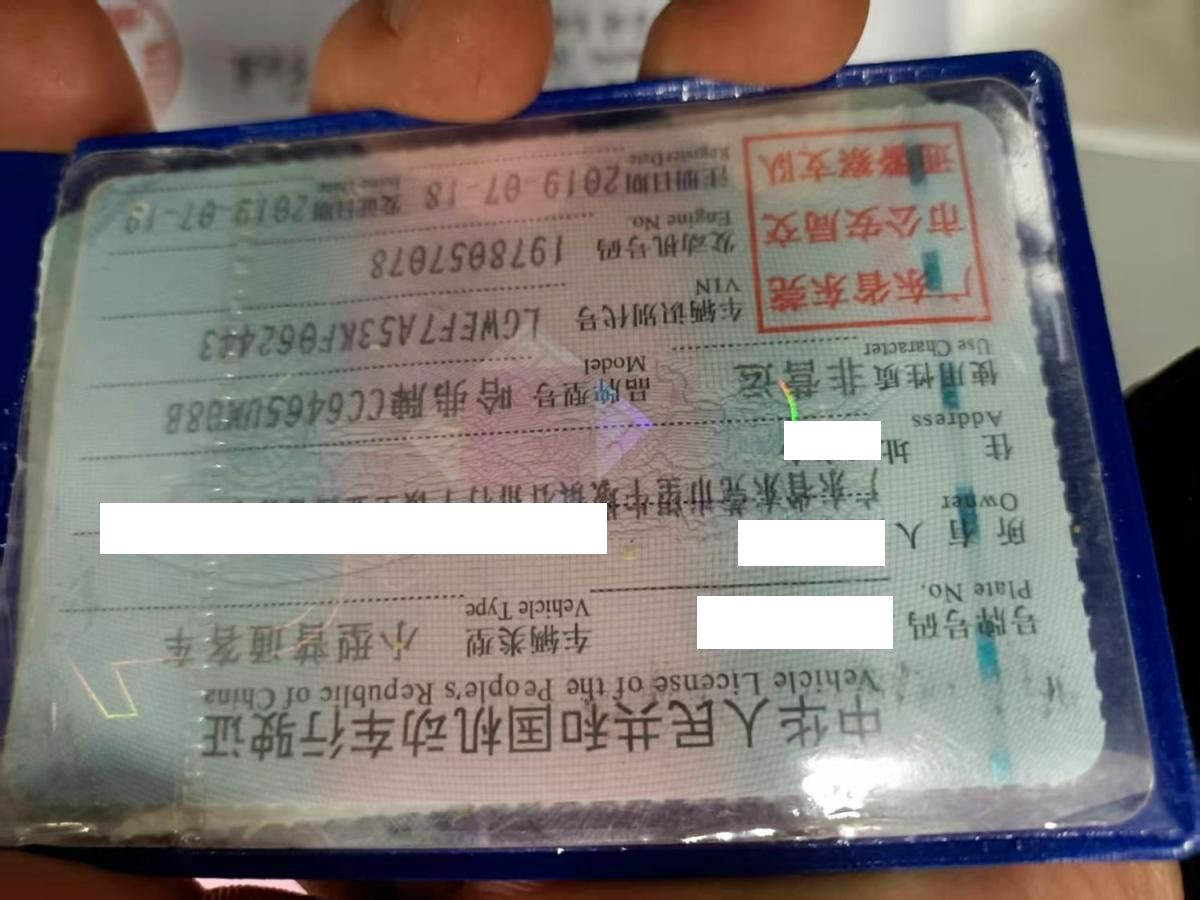 中华人民共和国机动车行驶证
Vehicle License of the People's Republic of China
号牌号码
Plate No.
车辆类型 小型普通客车
Vehicle Type
所有人
Owner
住址
Address
广东省东莞市
使用性质 非营运
Use Character
品牌型号 哈弗牌CC6465UM08B
Model
广东省东莞
市公安局交
通警察支队
车辆识别代号 LGWEF7A53KF062443
VIN
发动机号码 1978057078
Engine No.
注册日期 2019-07-18 发证日期 2019-07-19
Register Date Issue Date